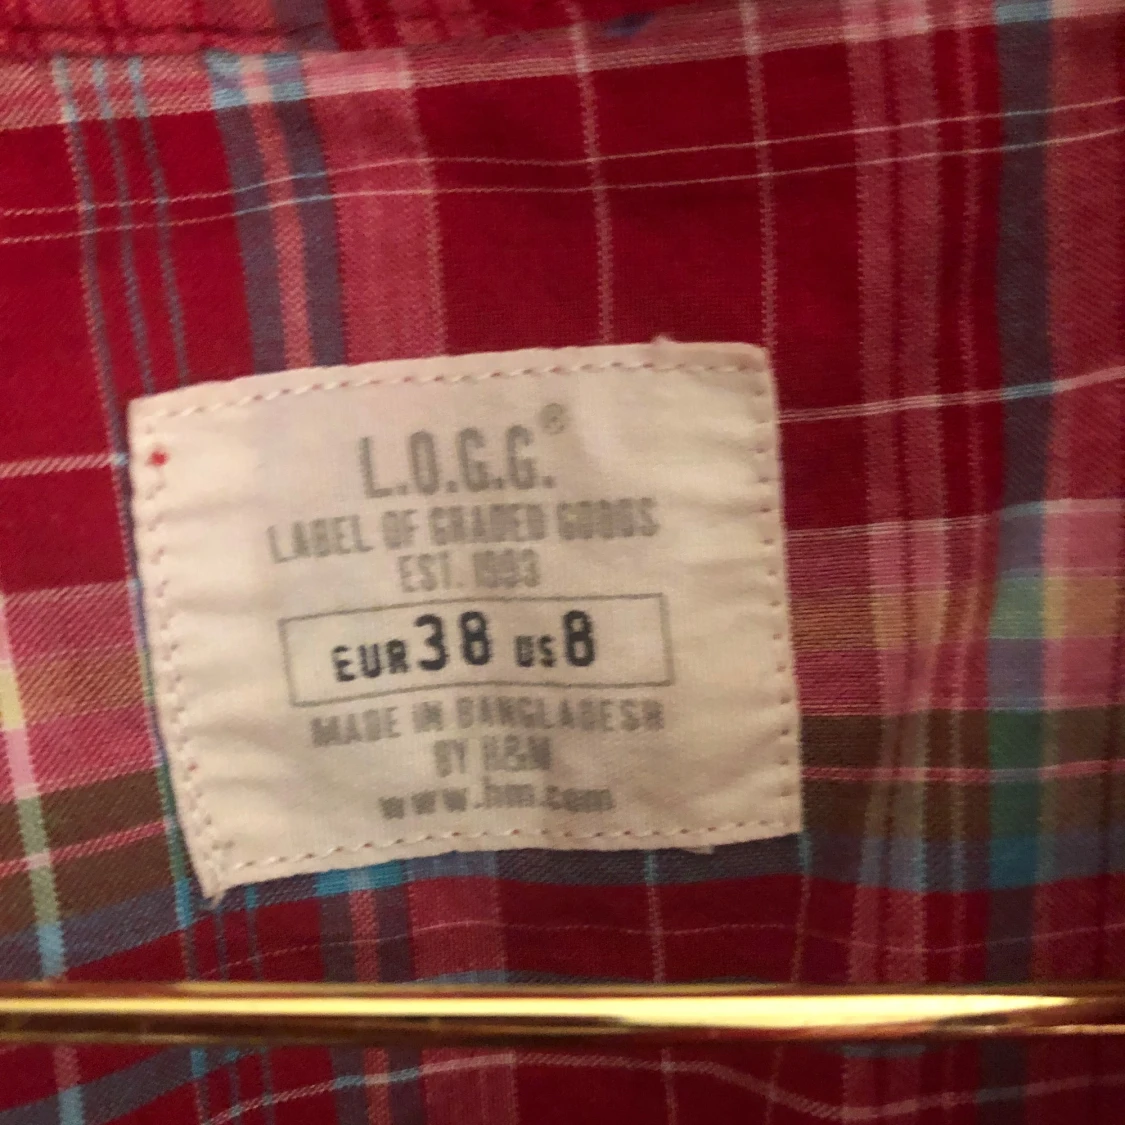 L.O.G.G.®
LABEL OF GRADED GOODS
EST. 1993
EUR 38 US 8
MADE IN BANGLADESH
BY H&M
www.hm.com